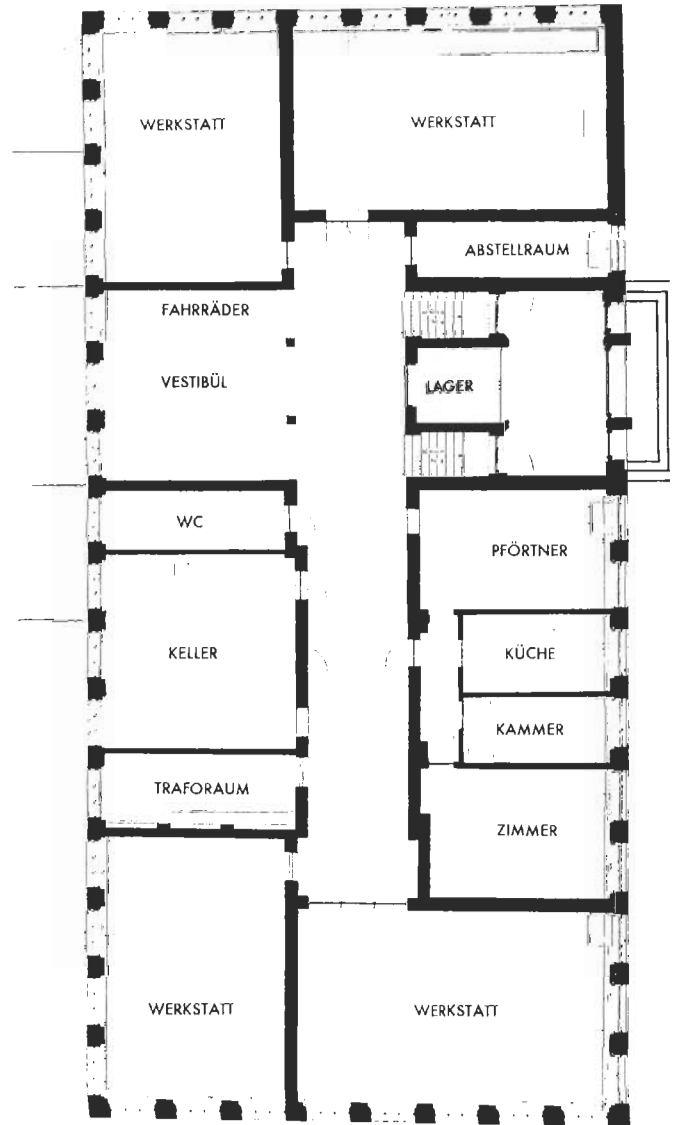 WERKSTATT
WERKSTATT
ABSTELLRAUM
FAHRRÄDER
VESTIBÜL
LAGER
WC
PFÖRTNER
KELLER
KÜCHE
KAMMER
TRAFORAUM
ZIMMER
WERKSTATT
WERKSTATT